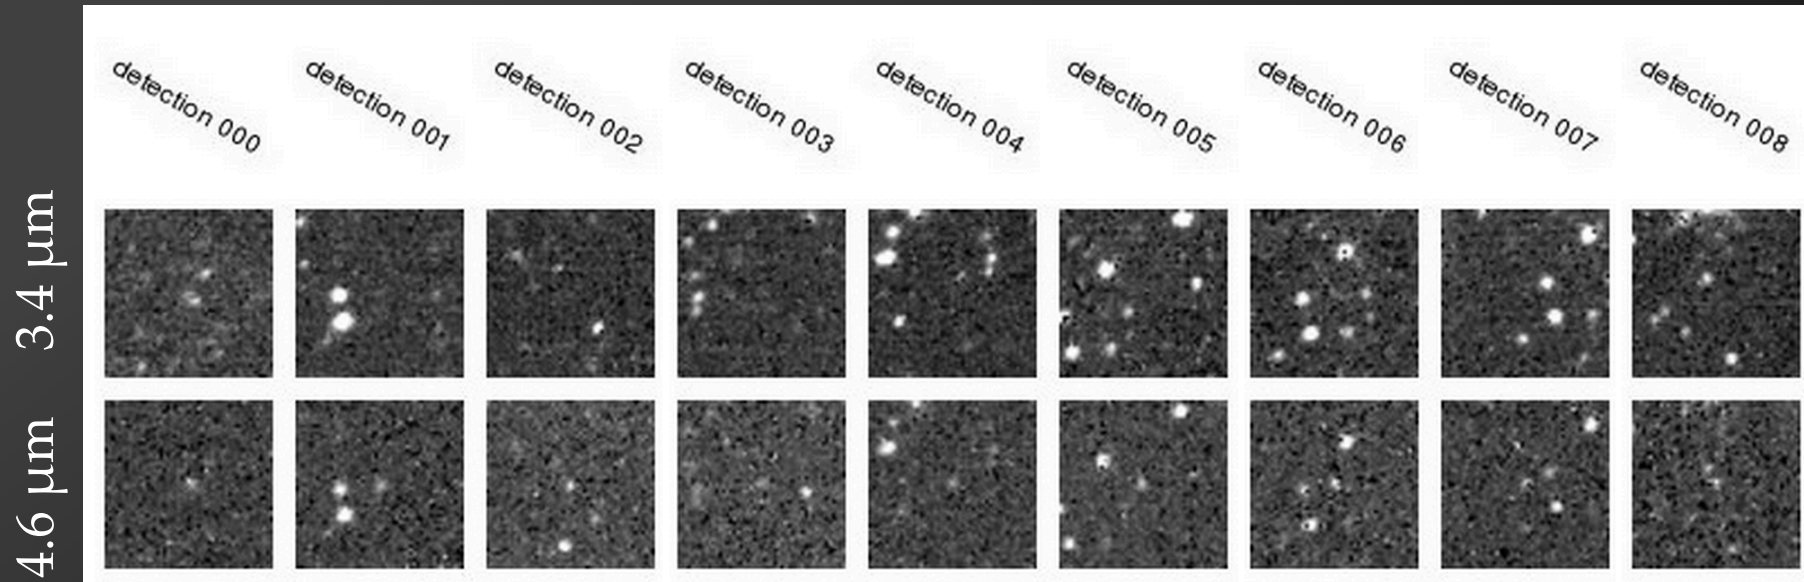 detection 000
detection 001
detection 002
detection 003
detection 004
detection 005
detection 006
detection 007
detection 008
3.4 µm
4.6 µm